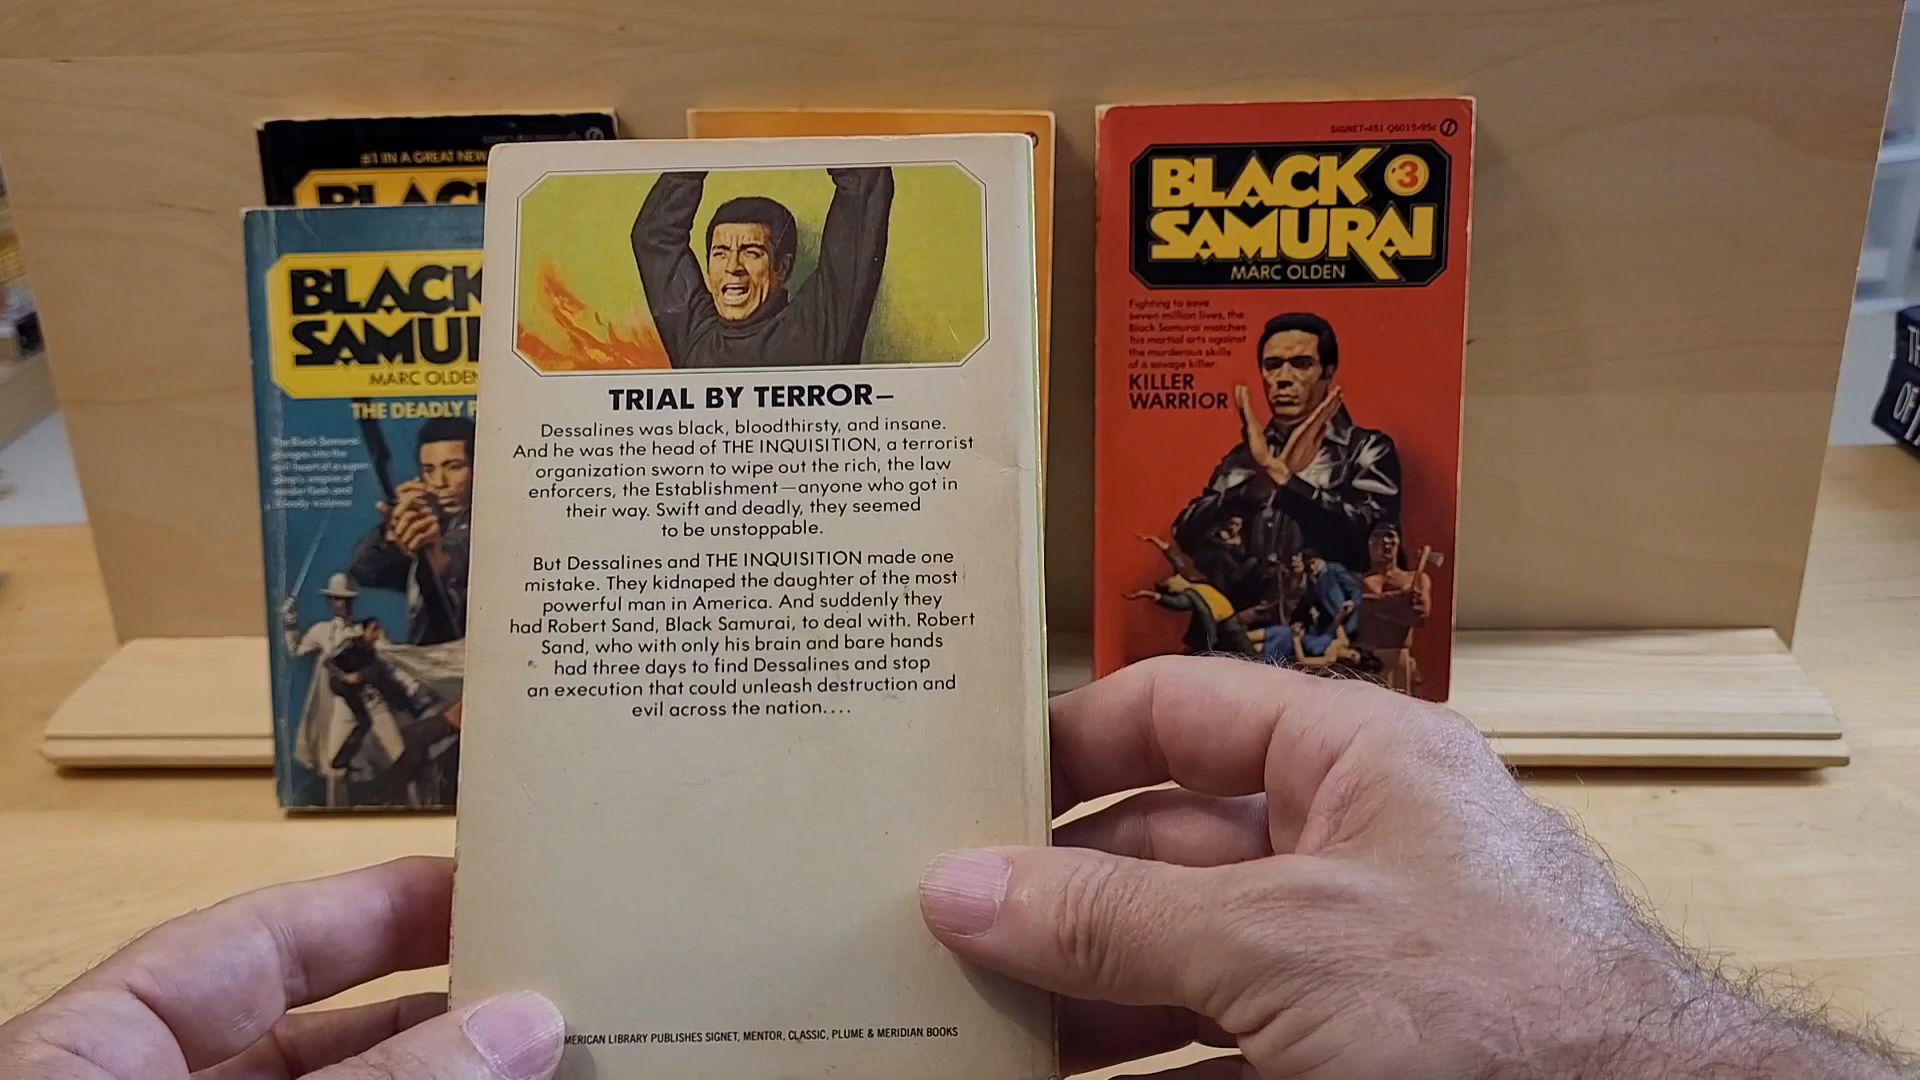 #1 IN A GREAT NEW
BLAC
BLACK
SAMU
MARC OLDEN
THE DEADLY
TRIAL BY TERROR—
Dessalines was black, bloodthirsty, and insane.
And he was the head of THE INQUISITION, a terrorist
organization sworn to wipe out the rich, the law
enforcers, the Establishment—anyone who got in
their way. Swift and deadly, they seemed
to be unstoppable.
But Dessalines and THE INQUISITION made one
mistake. They kidnaped the daughter of the most
powerful man in America. And suddenly they
had Robert Sand, Black Samurai, to deal with. Robert
Sand, who with only his brain and bare hands
had three days to find Dessalines and stop
an execution that could unleash destruction and
evil across the nation....
MERICAN LIBRARY PUBLISHES SIGNET, MENTOR, CLASSIC, PLUME & MERIDIAN BOOKS
SIGNET•451-Q6015•95c
BLACK #3
SAMURAI
MARC OLDEN
Fighting to save
seven million lives, the
Black Samurai matches
his martial arts against
the murderous skills
of a savage killer.
KILLER
WARRIOR
OF